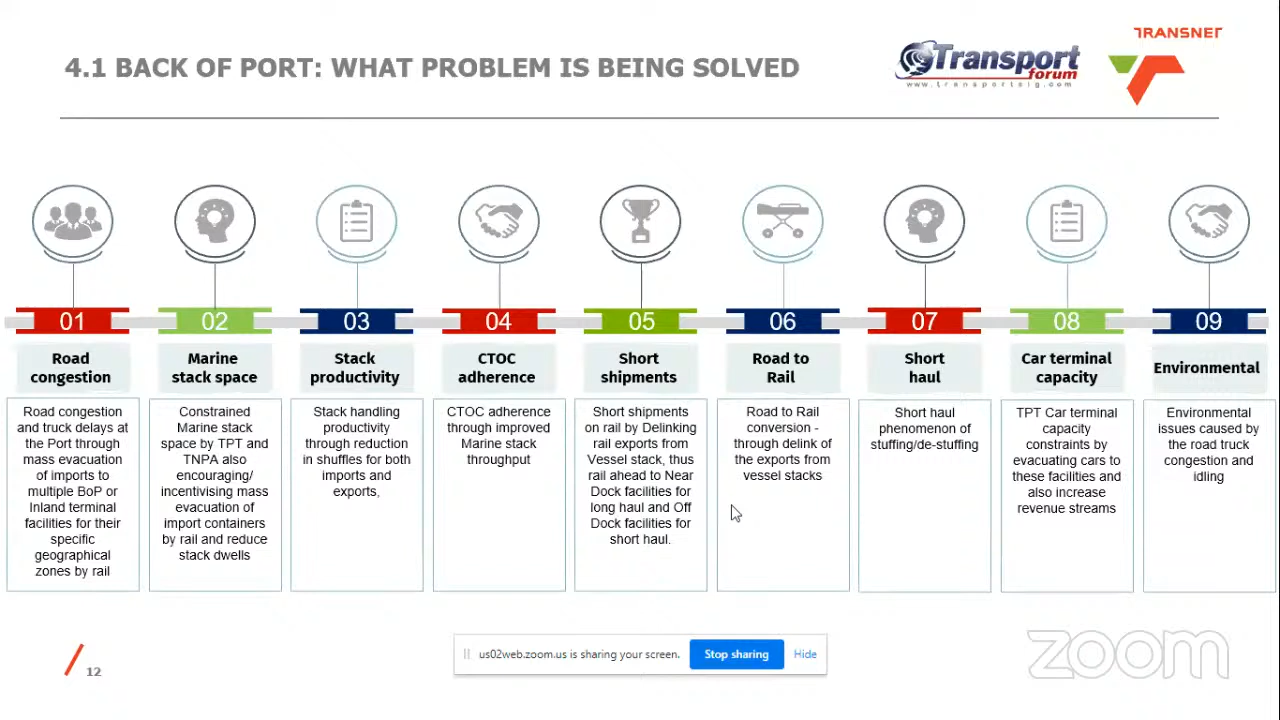 TRANSNET
4.1 BACK OF PORT: WHAT PROBLEM IS BEING SOLVED
Transport
forum
www.transportsig.com
01
Road
congestion
Road congestion
and truck delays at
the Port through
mass evacuation
of imports to
multiple BoP or
Inland terminal
facilities for their
specific
geographical
zones by rail
02
Marine
stack space
Constrained
Marine stack
space by TPT and
TNPA also
encouraging/
incentivising mass
evacuation of
import containers
by rail and reduce
stack dwells
03
Stack
productivity
Stack handling
productivity
through reduction
in shuffles for both
imports and
exports,
04
CTOC
adherence
CTOC adherence
through improved
Marine stack
throughput
05
Short
shipments
Short shipments
on rail by Delinking
rail exports from
Vessel stack, thus
rail ahead to Near
Dock facilities for
long haul and Off
Dock facilities for
short haul.
06
Road to
Rail
Road to Rail
conversion -
through delink of
the exports from
vessel stacks
07
Short
haul
Short haul
phenomenon of
stuffing/de-stuffing
08
Car terminal
capacity
TPT Car terminal
capacity
constraints by
evacuating cars to
these facilities and
also increase
revenue streams
09
Environmental
Environmental
issues caused by
the road truck
congestion and
idling
12
us02web.zoom.us is sharing your screen.
Stop sharing
Hide
zoom